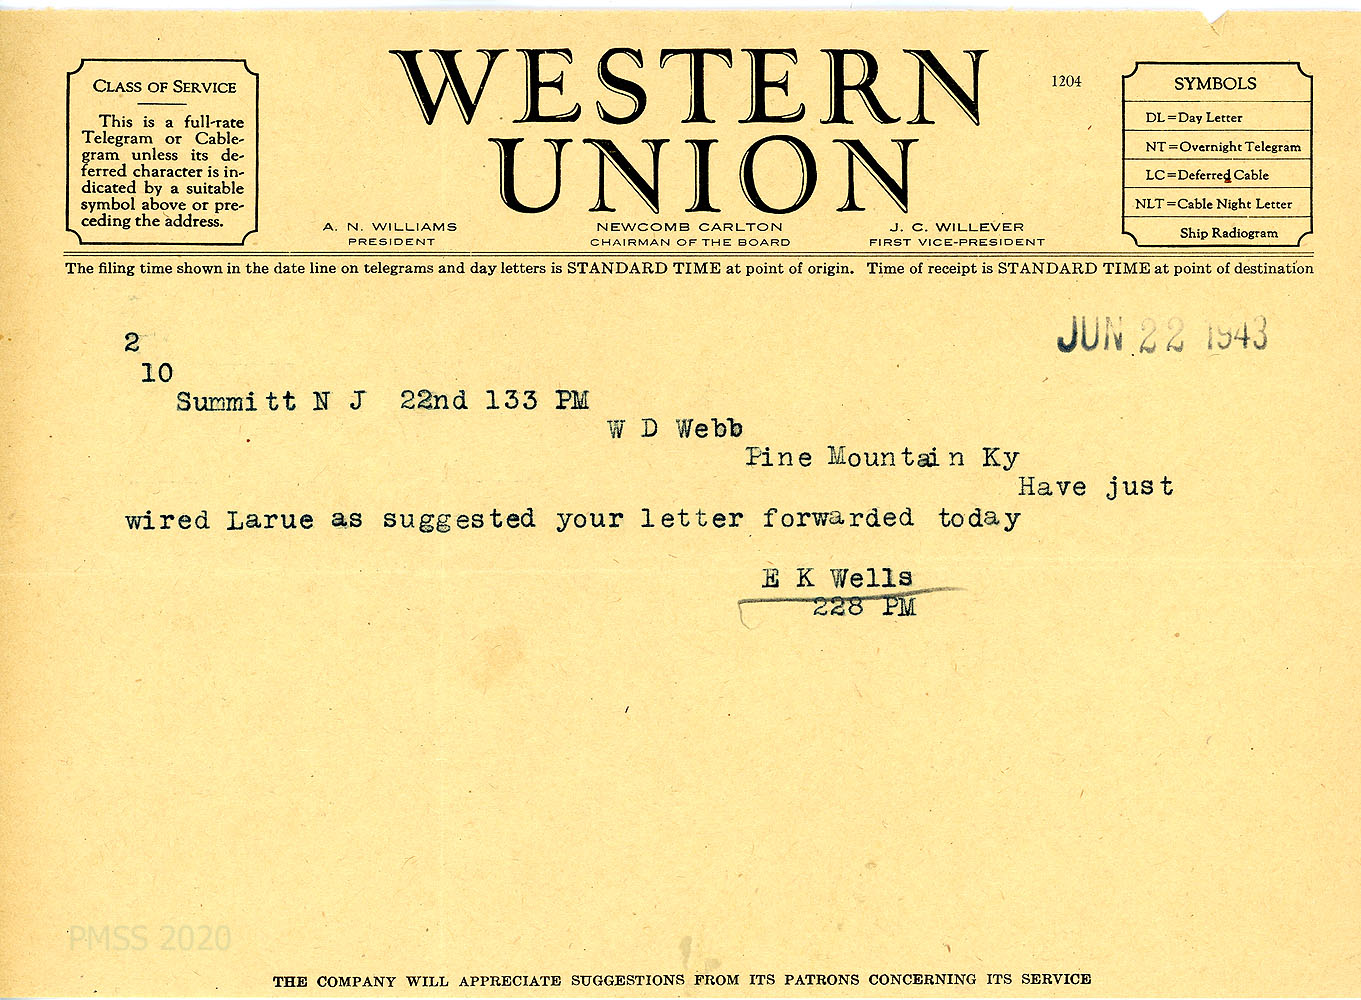 CLASS OF SERVICE
This is a full-rate
Telegram or Cable-
gram unless its de-
ferred character is in-
dicated by a suitable
symbol above or pre-
ceding the address.
WESTERN
UNION
1204
A. N. WILLIAMS
PRESIDENT
NEWCOMB CARLTON
CHAIRMAN OF THE BOARD
J. C. WILLEVER
FIRST VICE-PRESIDENT
SYMBOLS
DL=Day Letter
NT=Overnight Telegram
LC=Deferred Cable
NLT=Cable Night Letter
Ship Radiogram
The filing time shown in the date line on telegrams and day letters is STANDARD TIME at point of origin. Time of receipt is STANDARD TIME at point of destination
JUN 22 1943
2
10
Summitt N J 22nd 133 PM
W D Webb
Pine Mountain Ky
Have just
wired Larue as suggested your letter forwarded today
E K Wells
228 PM
PMSS 2020
THE COMPANY WILL APPRECIATE SUGGESTIONS FROM ITS PATRONS CONCERNING ITS SERVICE